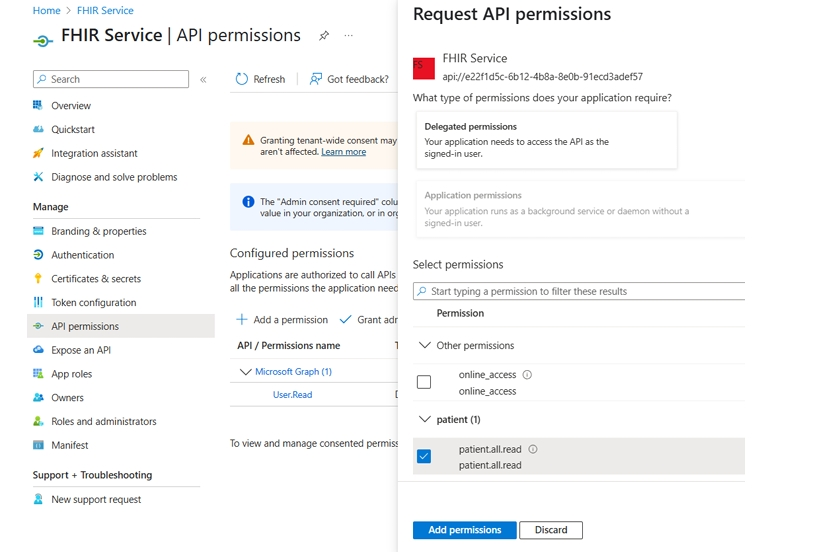 Home > FHIR Service
FHIR Service | API permissions
Search
Refresh
Got feedback?
Overview
Quickstart
Integration assistant
Diagnose and solve problems
Manage
Branding & properties
Authentication
Certificates & secrets
Token configuration
API permissions
Expose an API
App roles
Owners
Roles and administrators
Manifest
Support + Troubleshooting
New support request
Granting tenant-wide consent may
aren't affected. Learn more
The "Admin consent required" colu
value in your organization, or in org
Configured permissions
Applications are authorized to call APIs
all the permissions the application need
Add a permission
Grant adr
API / Permissions name
Microsoft Graph (1)
User.Read
To view and manage consented permiss
Request API permissions
FS
FHIR Service
api://e22f1d5c-6b12-4b8a-8e0b-91ecd3adef57
What type of permissions does your application require?
Delegated permissions
Your application needs to access the API as the
signed-in user.
Application permissions
Your application runs as a background service or daemon without a
signed-in user.
Select permissions
Start typing a permission to filter these results
Permission
Other permissions
online_access
online_access
patient (1)
patient.all.read
patient.all.read
Add permissions
Discard